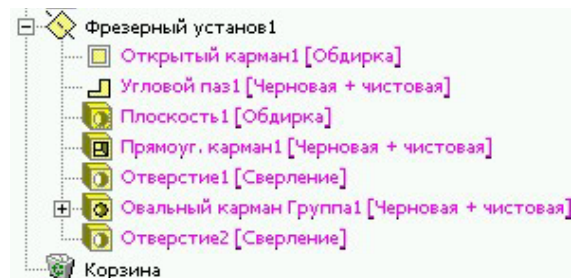 Фрезерный установ1
Открытый карман1 [Обдирка]
Угловой паз1 [Черновая + чистовая]
Плоскость1 [Обдирка]
Прямоуг. карман1 [Черновая + чистовая]
Отверстие1 [Сверление]
Овальный карман Группа1 [Черновая + чистовая]
Отверстие2 [Сверление]
Корзина